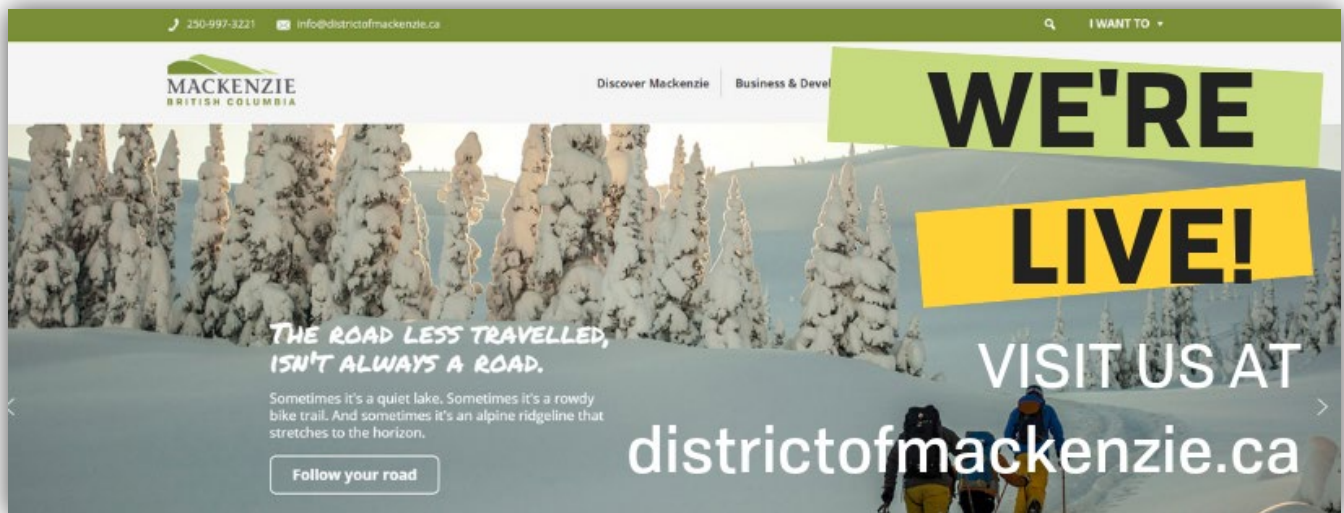 250-997-3221 info@districtofmackenzie.ca I WANT TO
MACKENZIE
BRITISH COLUMBIA
Discover Mackenzie Business & Devel
WE'RE
LIVE!
THE ROAD LESS TRAVELLED,
ISN'T ALWAYS A ROAD.
Sometimes it's a quiet lake. Sometimes it's a rowdy
bike trail. And sometimes it's an alpine ridgeline that
stretches to the horizon.
Follow your road
VISIT US AT
districtofmackenzie.ca